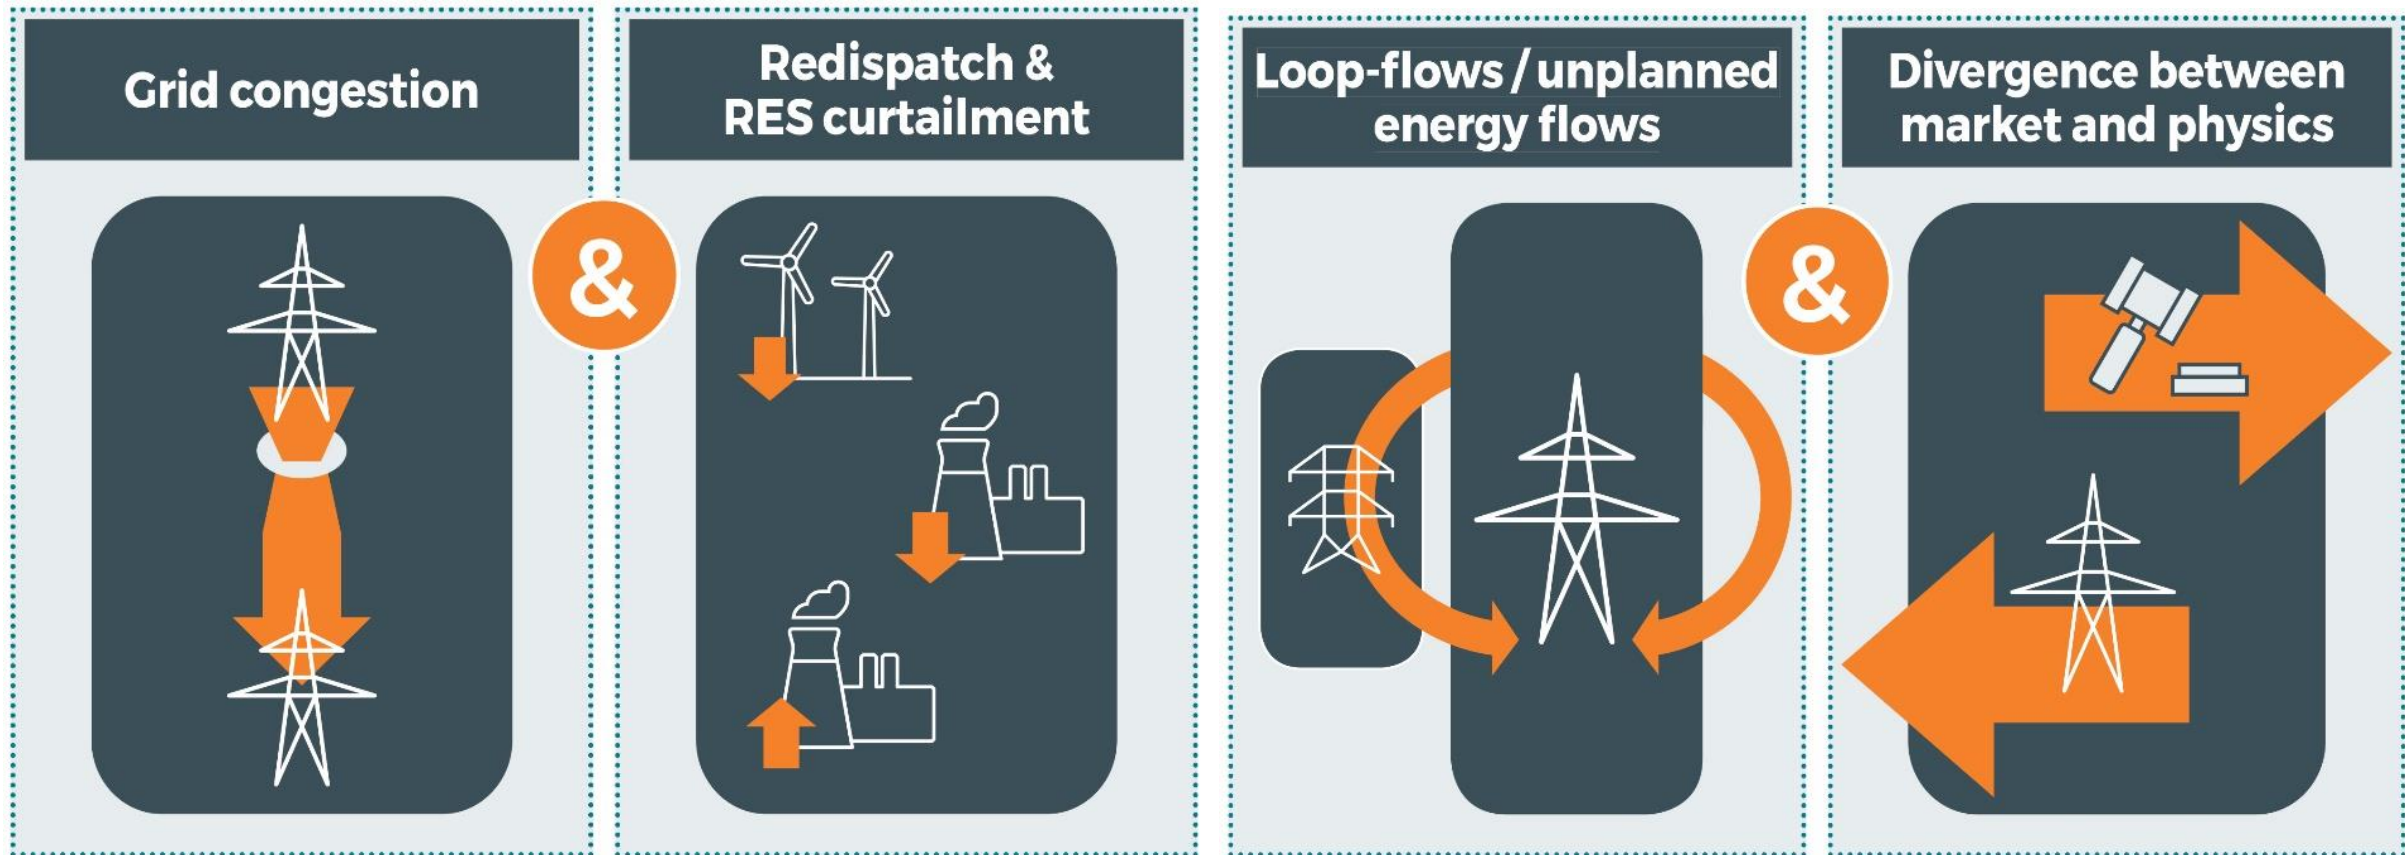 Grid congestion
&
Redispatch &
RES curtailment
Loop-flows / unplanned
energy flows
&
Divergence between
market and physics